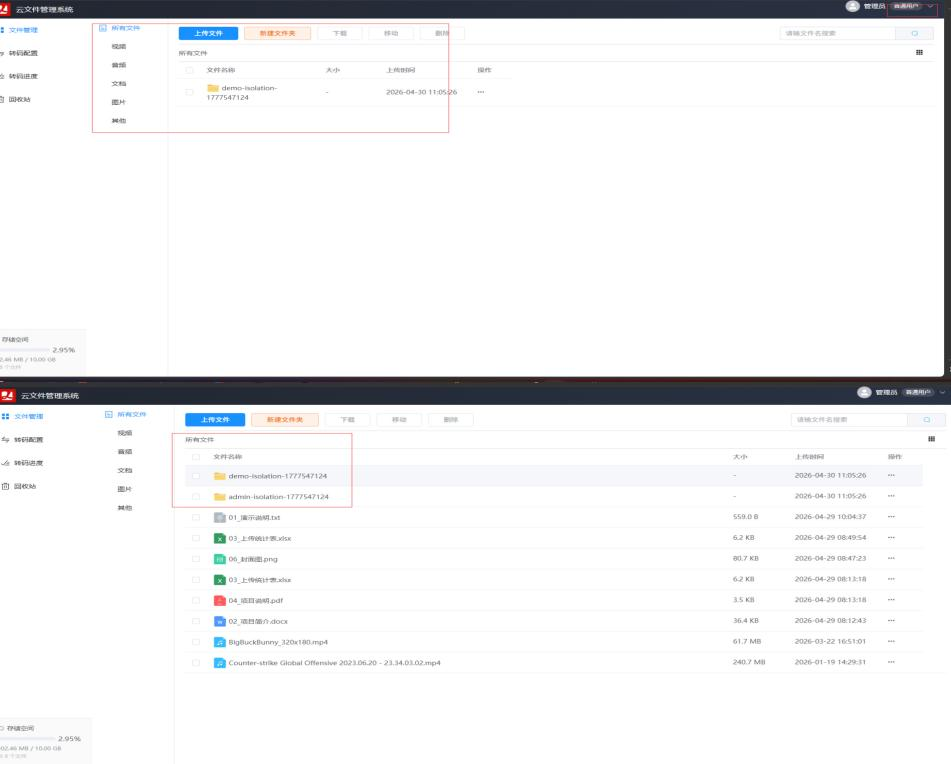 云文件管理系统
管理员 普通用户
文件管理
转码配置
转码进度
回收站
所有文件
视频
音频
文档
图片
其他
上传文件 新建文件夹 下载 移动 删除
请输文件名搜索
所有文件
文件名称 大小 上传时间 操作
demo-isolation-
1777547124
- 2026-04-30 11:05:26 ...
存储空间
2.95%
2.46 MB / 10.00 GB
8 个文件
云文件管理系统
管理员 普通用户
文件管理
转码配置
转码进度
回收站
所有文件
视频
音频
文档
图片
其他
上传文件 新建文件夹 下载 移动 删除
请输文件名搜索
所有文件
文件名称 大小 上传时间 操作
demo-isolation-1777547124 - 2026-04-30 11:05:26 ...
admin-isolation-1777547124 - 2026-04-30 11:05:26 ...
01_演示说明.txt 559.0 B 2026-04-29 10:04:37 ...
03_上传统计表.xlsx 6.2 KB 2026-04-29 08:49:54 ...
06_封面图.png 80.7 KB 2026-04-29 08:47:23 ...
03_上传统计表.xlsx 6.2 KB 2026-04-29 08:13:18 ...
04_项目说明.pdf 3.5 KB 2026-04-29 08:13:18 ...
02_项目简介.docx 36.4 KB 2026-04-29 08:12:43 ...
BigBuckBunny_320x180.mp4 61.7 MB 2026-03-22 16:51:01 ...
Counter-strike Global Offensive 2023.06.20 - 23.34.03.02.mp4 240.7 MB 2026-01-19 14:29:31 ...
存储空间
2.95%
02.46 MB / 10.00 GB
8 个文件